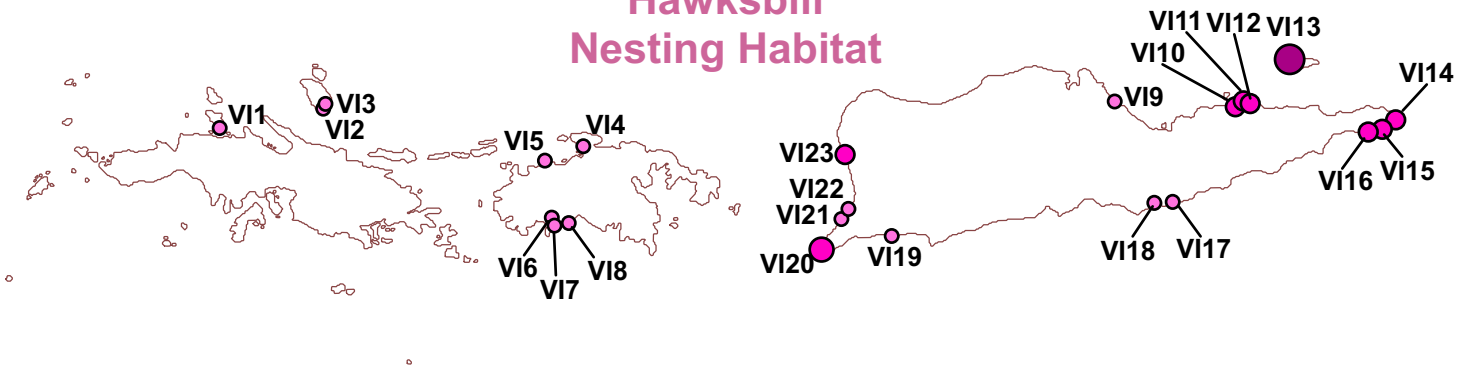 Hawksbill
Nesting Habitat
VI11 VI12 VI13
VI10
VI14
VI1
VI3
VI2
VI9
VI5
VI4
VI23
VI22
VI21
VI16
VI15
VI20
VI19
VI18
VI17
VI6
VI7
VI8